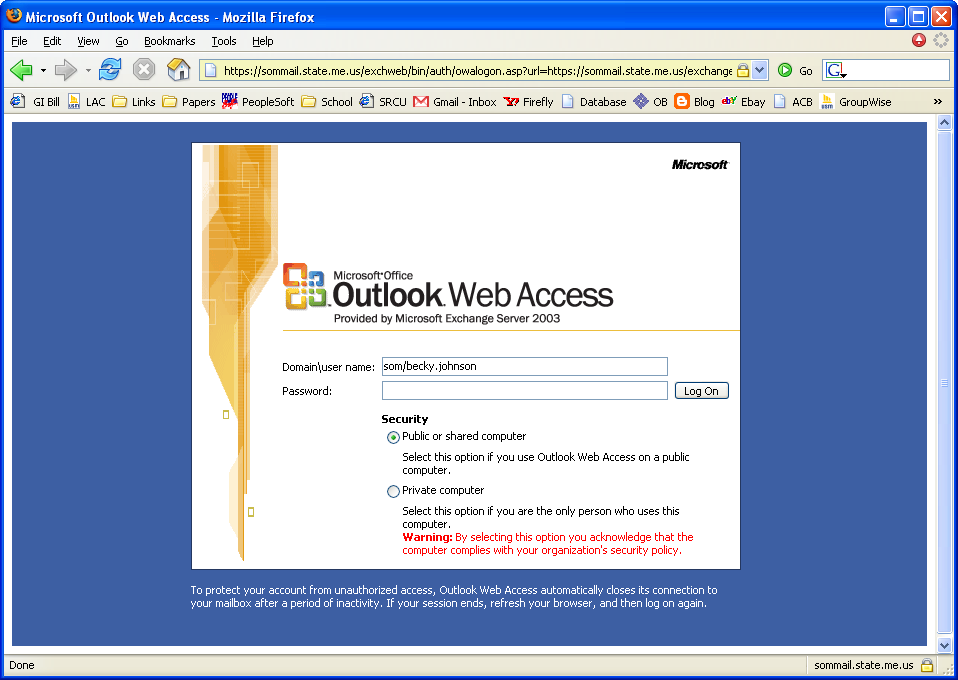 Microsoft Outlook Web Access - Mozilla Firefox
File Edit View Go Bookmarks Tools Help
https://sommail.state.me.us/exchweb/bin/auth/owalogon.asp?url=https://sommail.state.me.us/exchange Go G
GI Bill LAC Links Papers PeopleSoft School SRCU Gmail - Inbox Firefly Database OB Blog Ebay ACB GroupWise »
Microsoft
Microsoft Office
Outlook Web Access
Provided by Microsoft Exchange Server 2003
Domain\user name: som/becky.johnson
Password: Log On
Security
Public or shared computer
Select this option if you use Outlook Web Access on a public
computer.
Private computer
Select this option if you are the only person who uses this
computer.
Warning: By selecting this option you acknowledge that the
computer complies with your organization's security policy.
To protect your account from unauthorized access, Outlook Web Access automatically closes its connection to
your mailbox after a period of inactivity. If your session ends, refresh your browser, and then log on again.
Done sommail.state.me.us